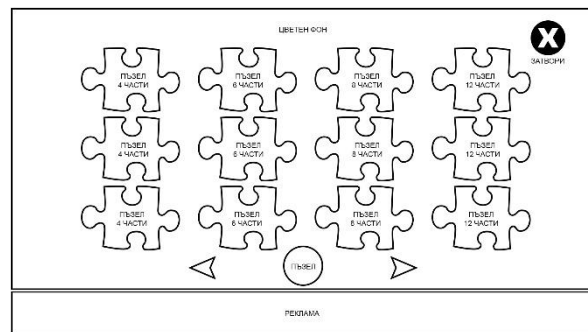 ЦВЕТЕН ФОН
X
ЗАТВОРИ
ПЪЗЕЛ
4 ЧАСТИ
ПЪЗЕЛ
6 ЧАСТИ
ПЪЗЕЛ
8 ЧАСТИ
ПЪЗЕЛ
12 ЧАСТИ
ПЪЗЕЛ
4 ЧАСТИ
ПЪЗЕЛ
6 ЧАСТИ
ПЪЗЕЛ
8 ЧАСТИ
ПЪЗЕЛ
12 ЧАСТИ
ПЪЗЕЛ
4 ЧАСТИ
ПЪЗЕЛ
6 ЧАСТИ
ПЪЗЕЛ
8 ЧАСТИ
ПЪЗЕЛ
12 ЧАСТИ
ПЪЗЕЛ
РЕКЛАМА